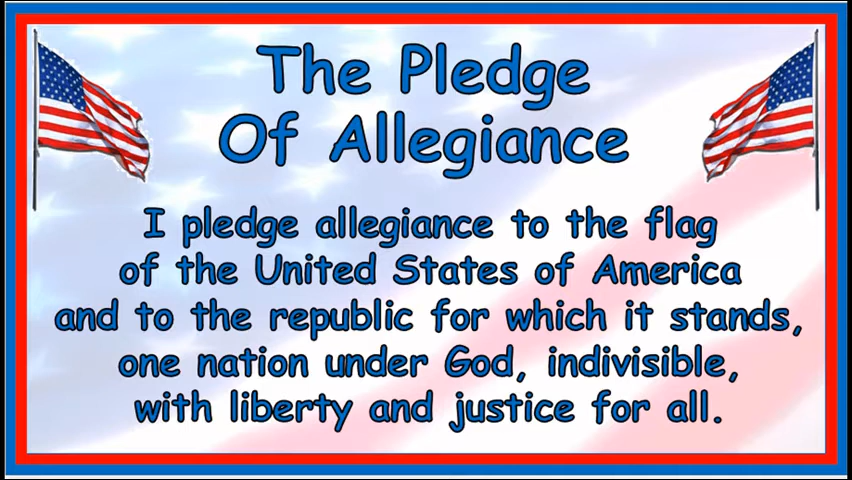 The Pledge
Of Allegiance
I pledge allegiance to the flag
of the United States of America
and to the republic for which it stands,
one nation under God, indivisible,
with liberty and justice for all.